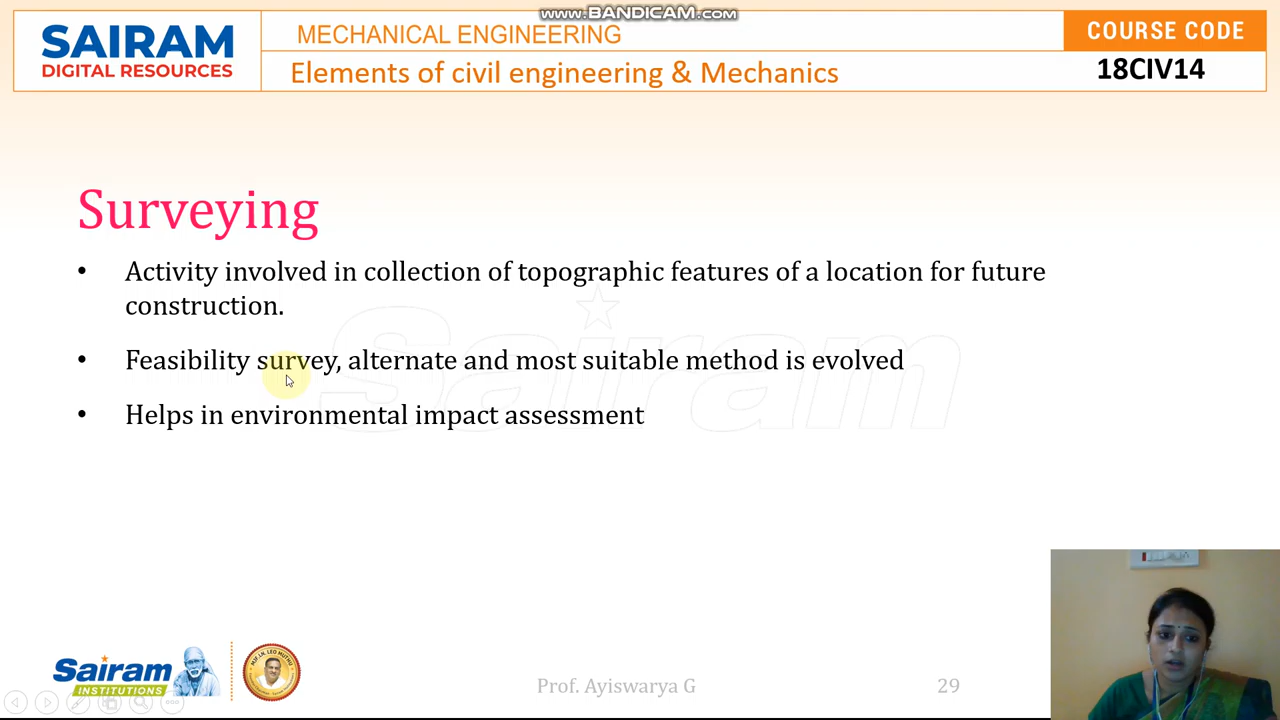 www.BANDICAM.com
SAIRAM
DIGITAL RESOURCES
MECHANICAL ENGINEERING
Elements of civil engineering & Mechanics
COURSE CODE
18CIV14
Surveying
• Activity involved in collection of topographic features of a location for future
construction.
• Feasibility survey, alternate and most suitable method is evolved
• Helps in environmental impact assessment
Sairam
Sairam
INSTITUTIONS
Prof. Ayiswarya G
29